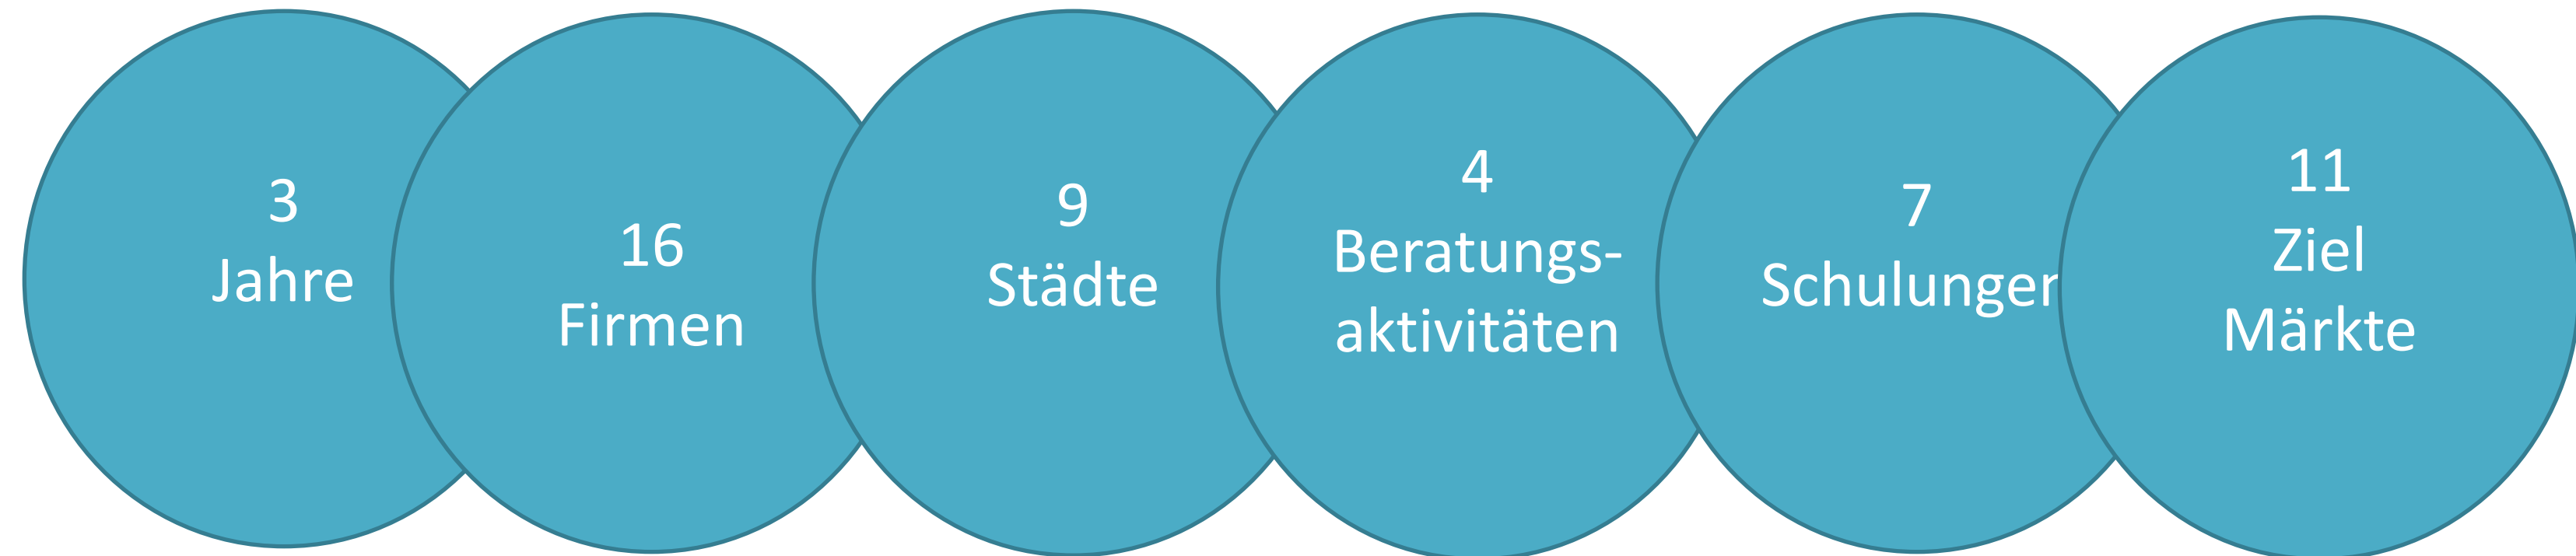 3
Jahre
16
Firmen
9
Städte
4
Beratungs-
aktivitäten
7
Schulungen
11
Ziel
Märkte